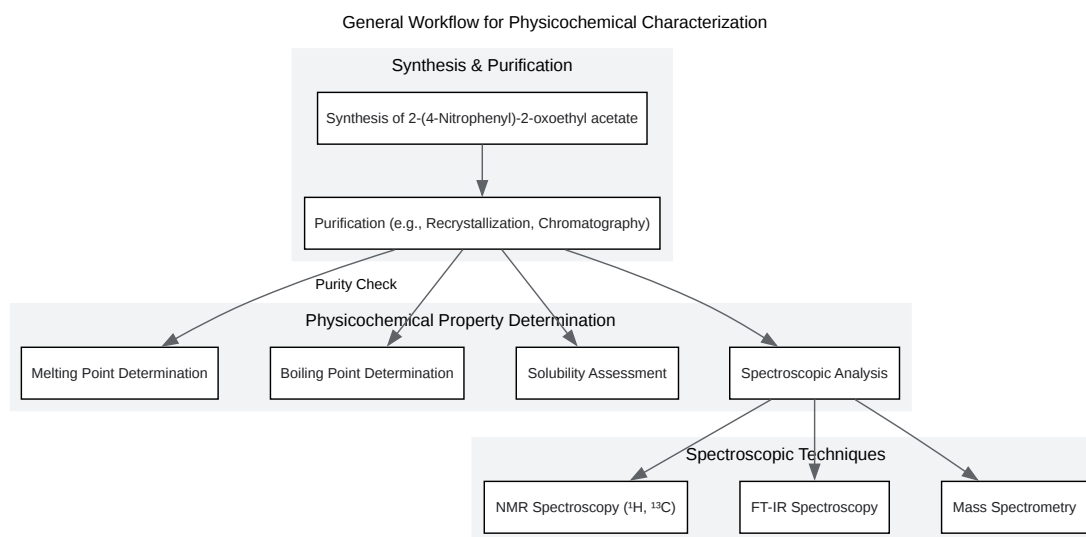 General Workflow for Physicochemical Characterization
Synthesis & Purification
Synthesis of 2-(4-Nitrophenyl)-2-oxoethyl acetate
Purification (e.g., Recrystallization, Chromatography)
Purity Check
Physicochemical Property Determination
Melting Point Determination
Boiling Point Determination
Solubility Assessment
Spectroscopic Analysis
Spectroscopic Techniques
NMR Spectroscopy (¹H, ¹³C)
FT-IR Spectroscopy
Mass Spectrometry